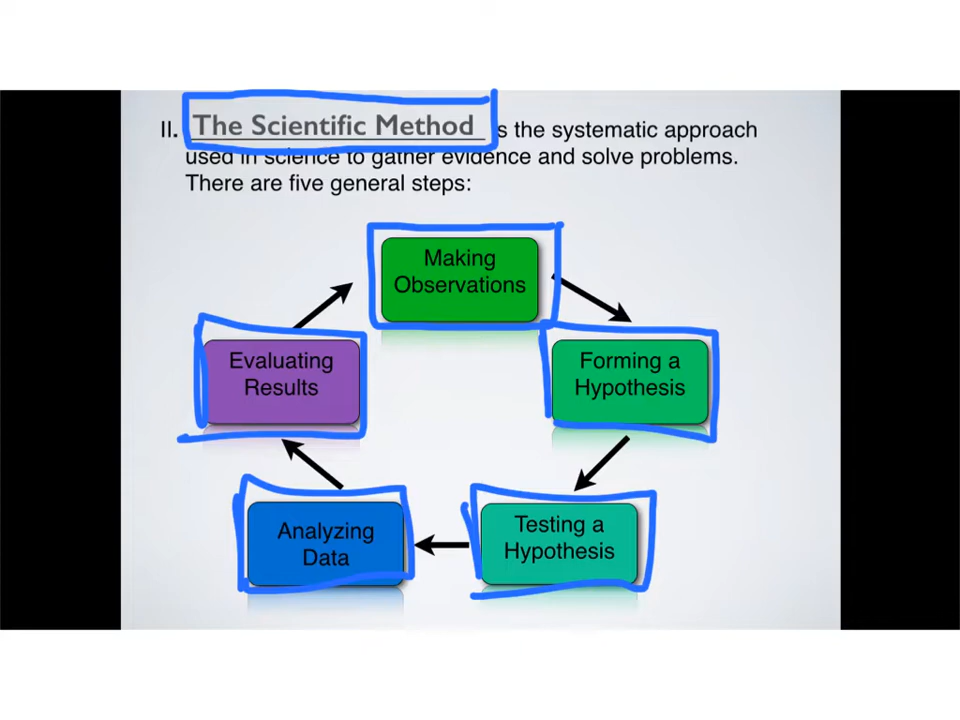 II. The Scientific Method is the systematic approach
used in science to gather evidence and solve problems.
There are five general steps:
Making
Observations
Evaluating
Results
Forming a
Hypothesis
Analyzing
Data
Testing a
Hypothesis